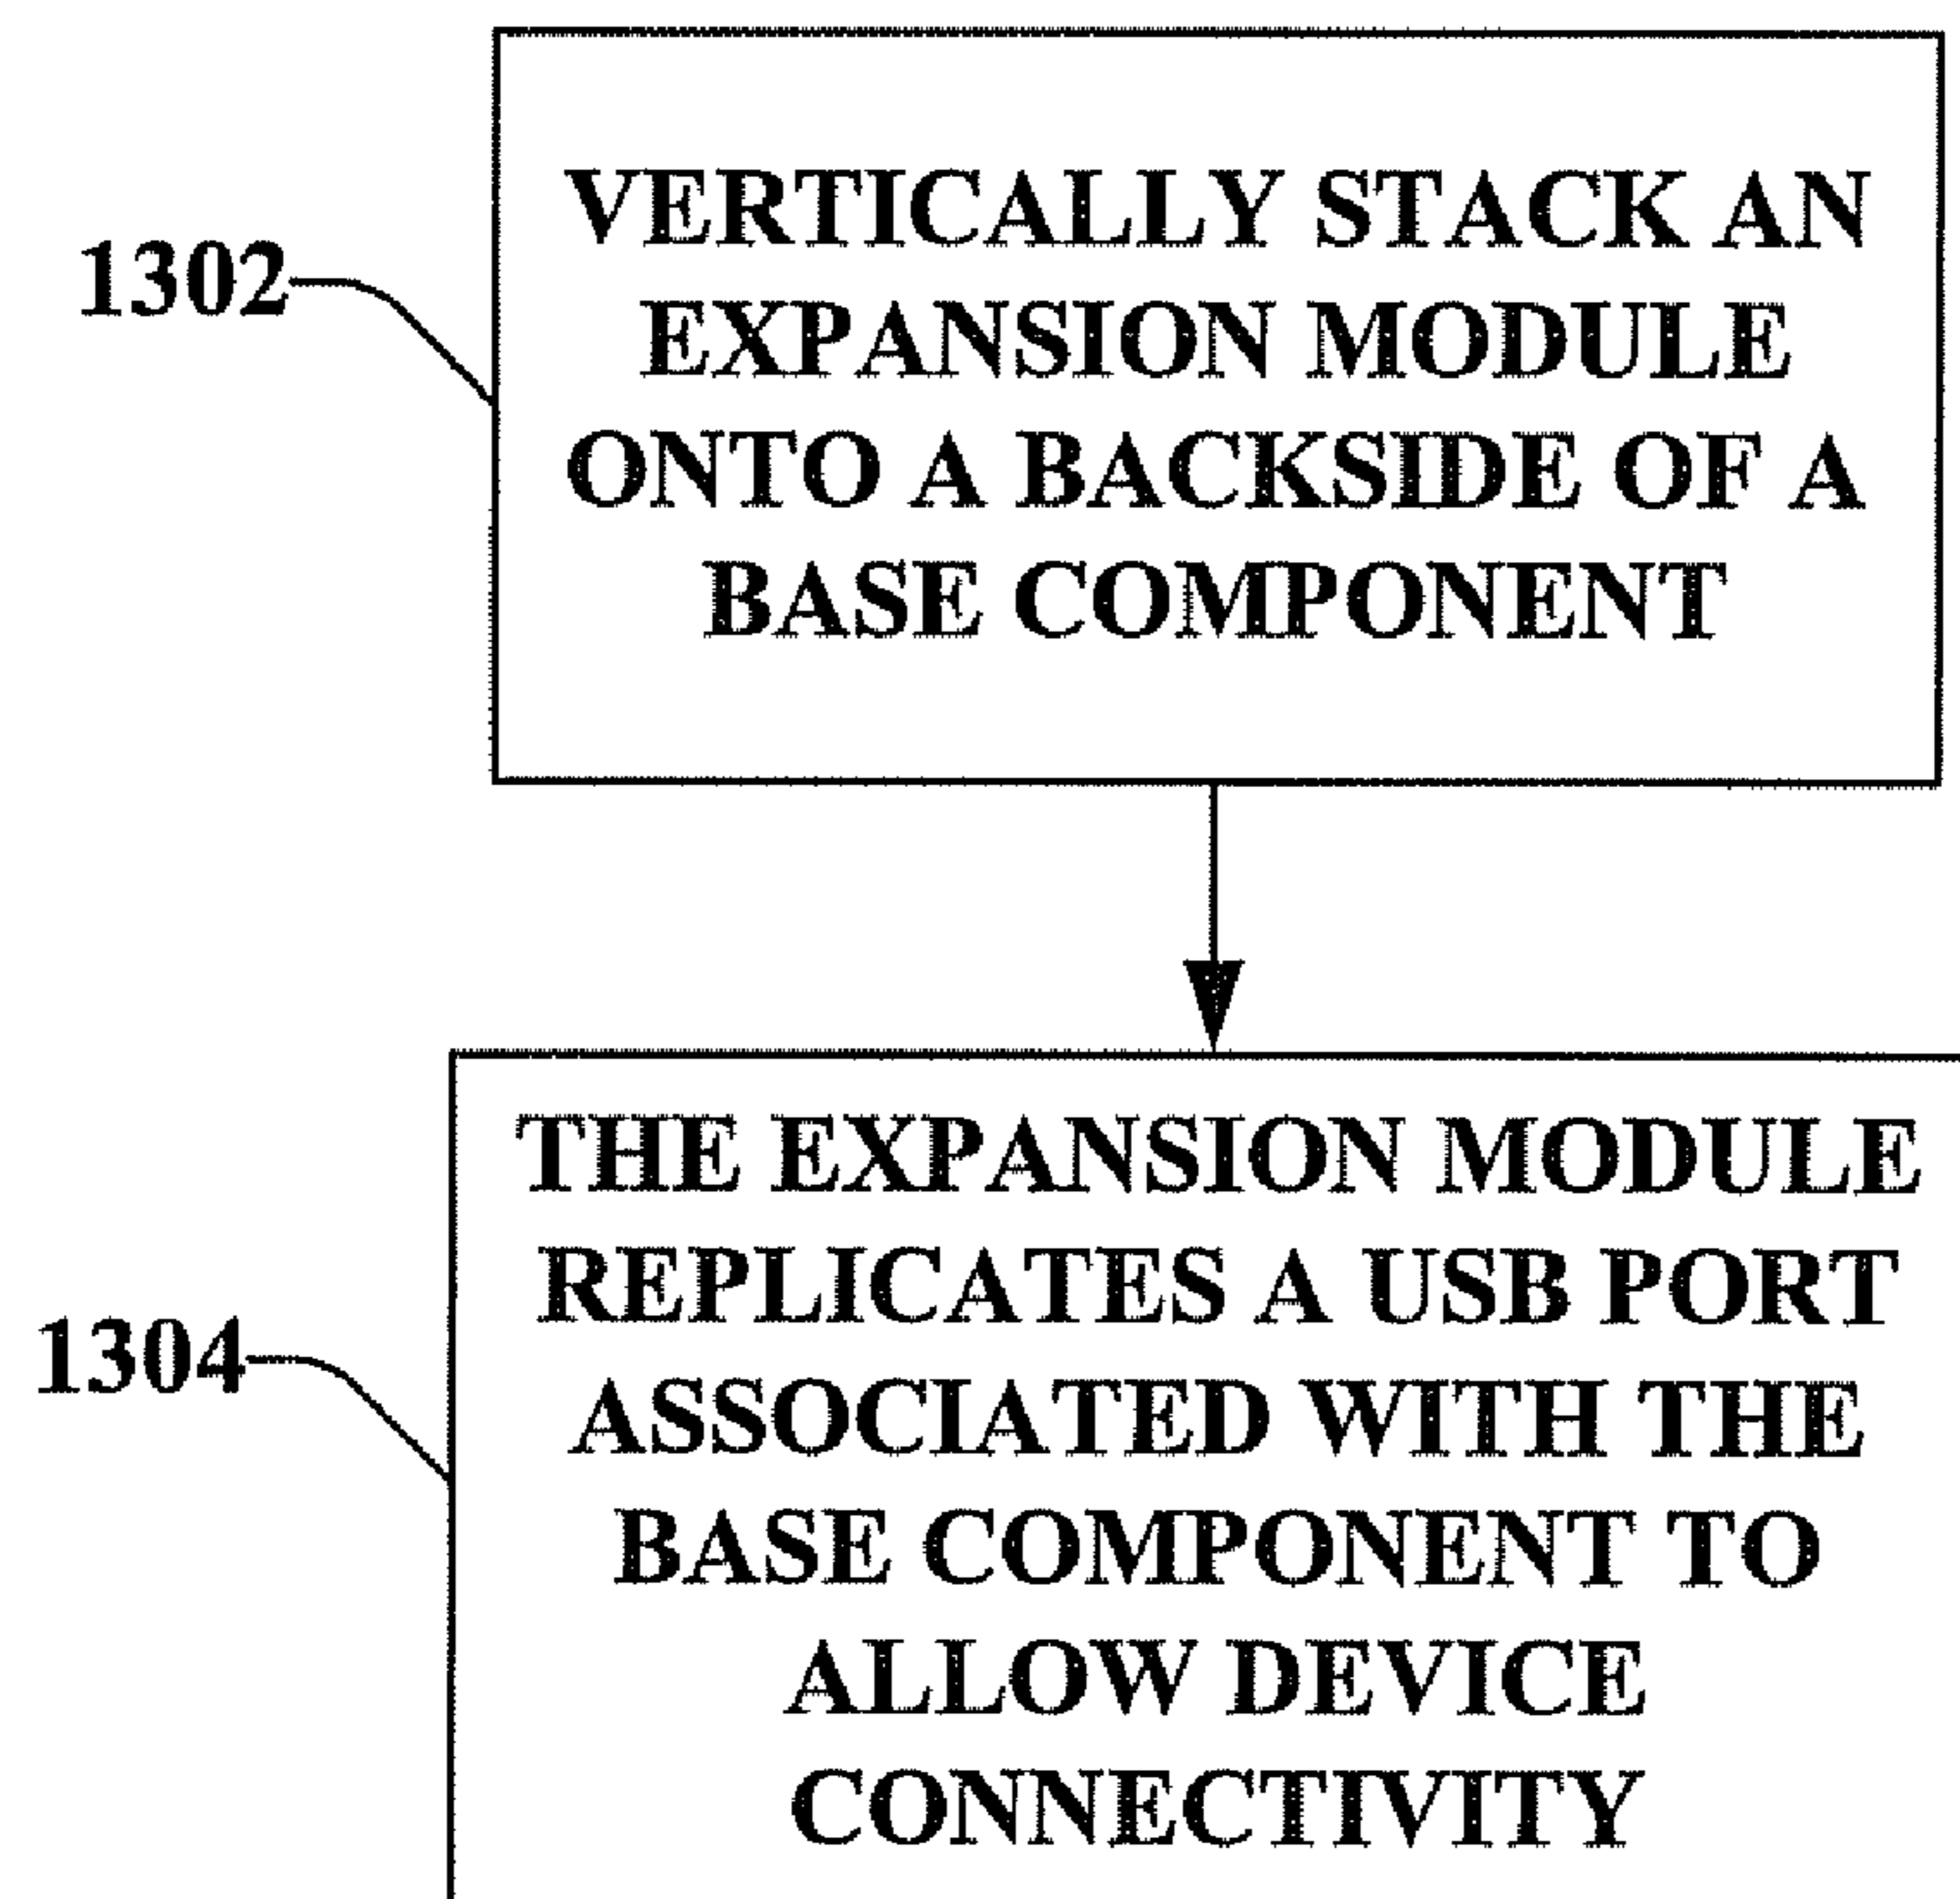 VERTICALLY STACK AN
EXPANSION MODULE
1302
ONTO A BACKSIDE OF A
BASE COMPONENT
THE EXPANSION MODULE
REPLICATES A USB PORT
1304
ASSOCIATED WITH THE
BASE COMPONENT TO
ALLOW DEVICE
CONNECTIVITY